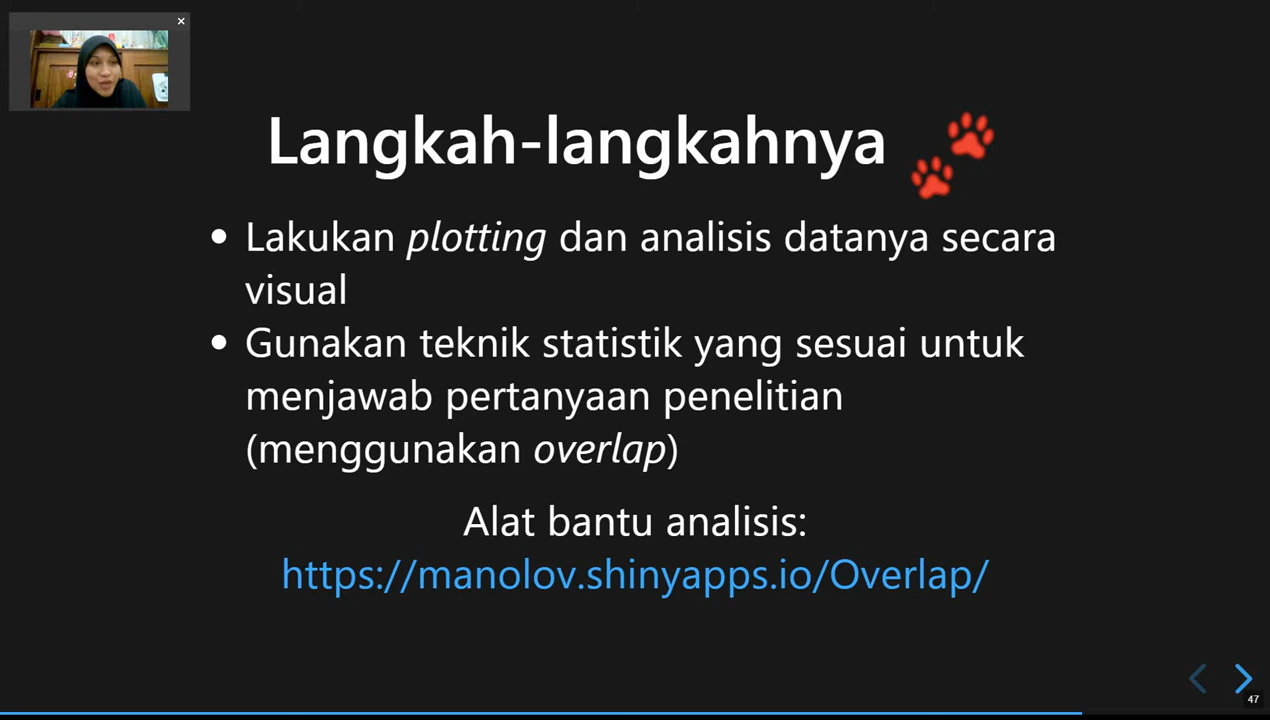 Langkah-langkahnya
• Lakukan plotting dan analisis datanya secara
visual
• Gunakan teknik statistik yang sesuai untuk
menjawab pertanyaan penelitian
(menggunakan overlap)
Alat bantu analisis:
https://manolov.shinyapps.io/Overlap/
47